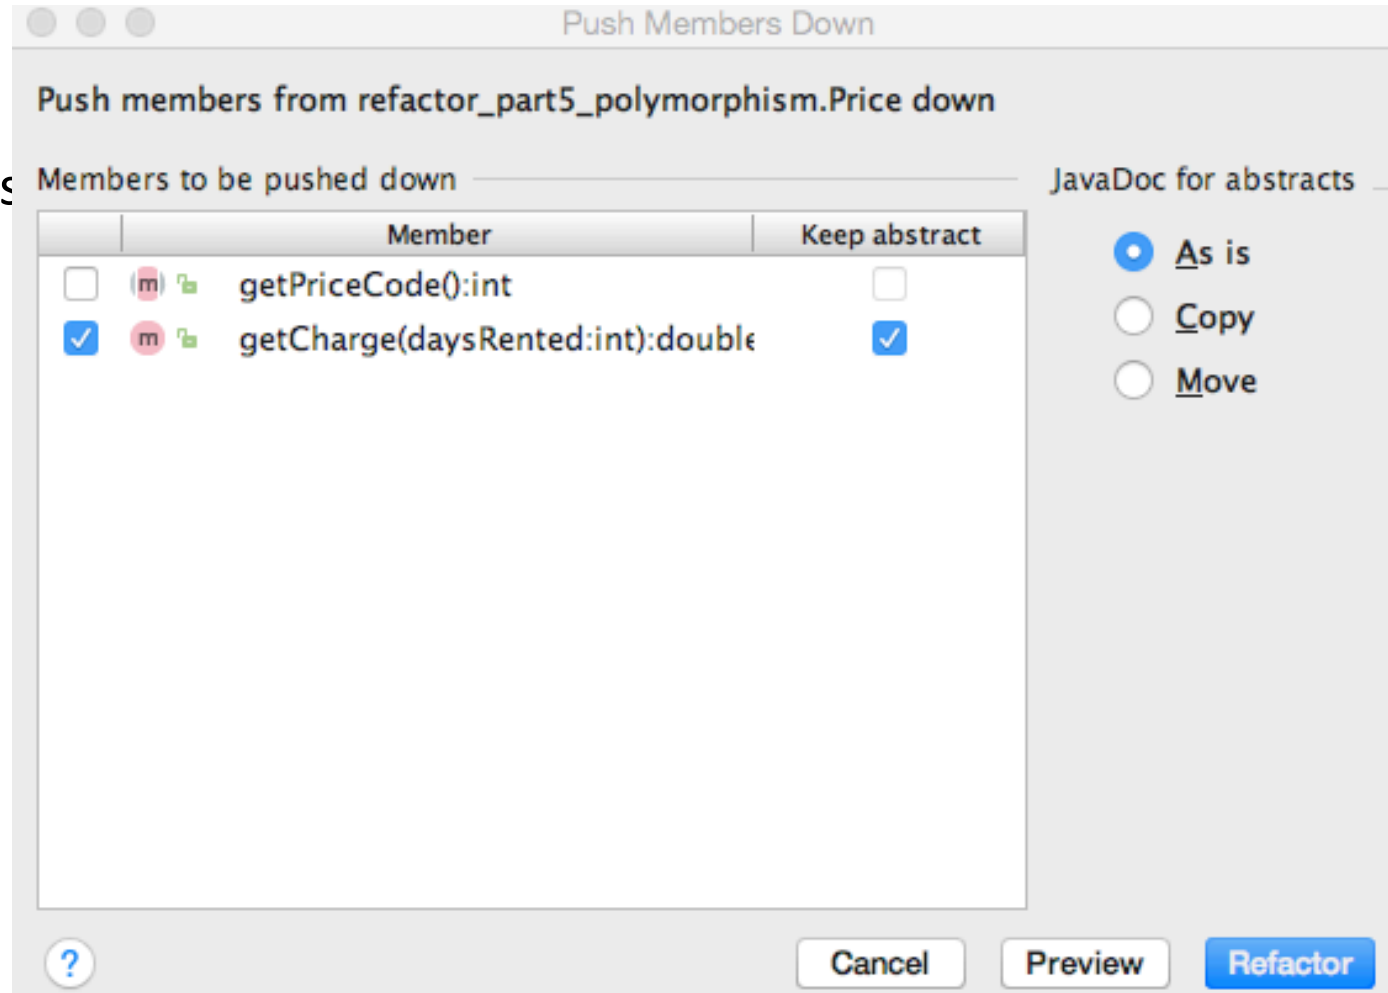 Push Members Down
Push members from refactor_part5_polymorphism.Price down
s Members to be pushed down JavaDoc for abstracts
Member Keep abstract
m getPriceCode():int
m getCharge(daysRented:int):double
As is
Copy
Move
? Cancel Preview Refactor